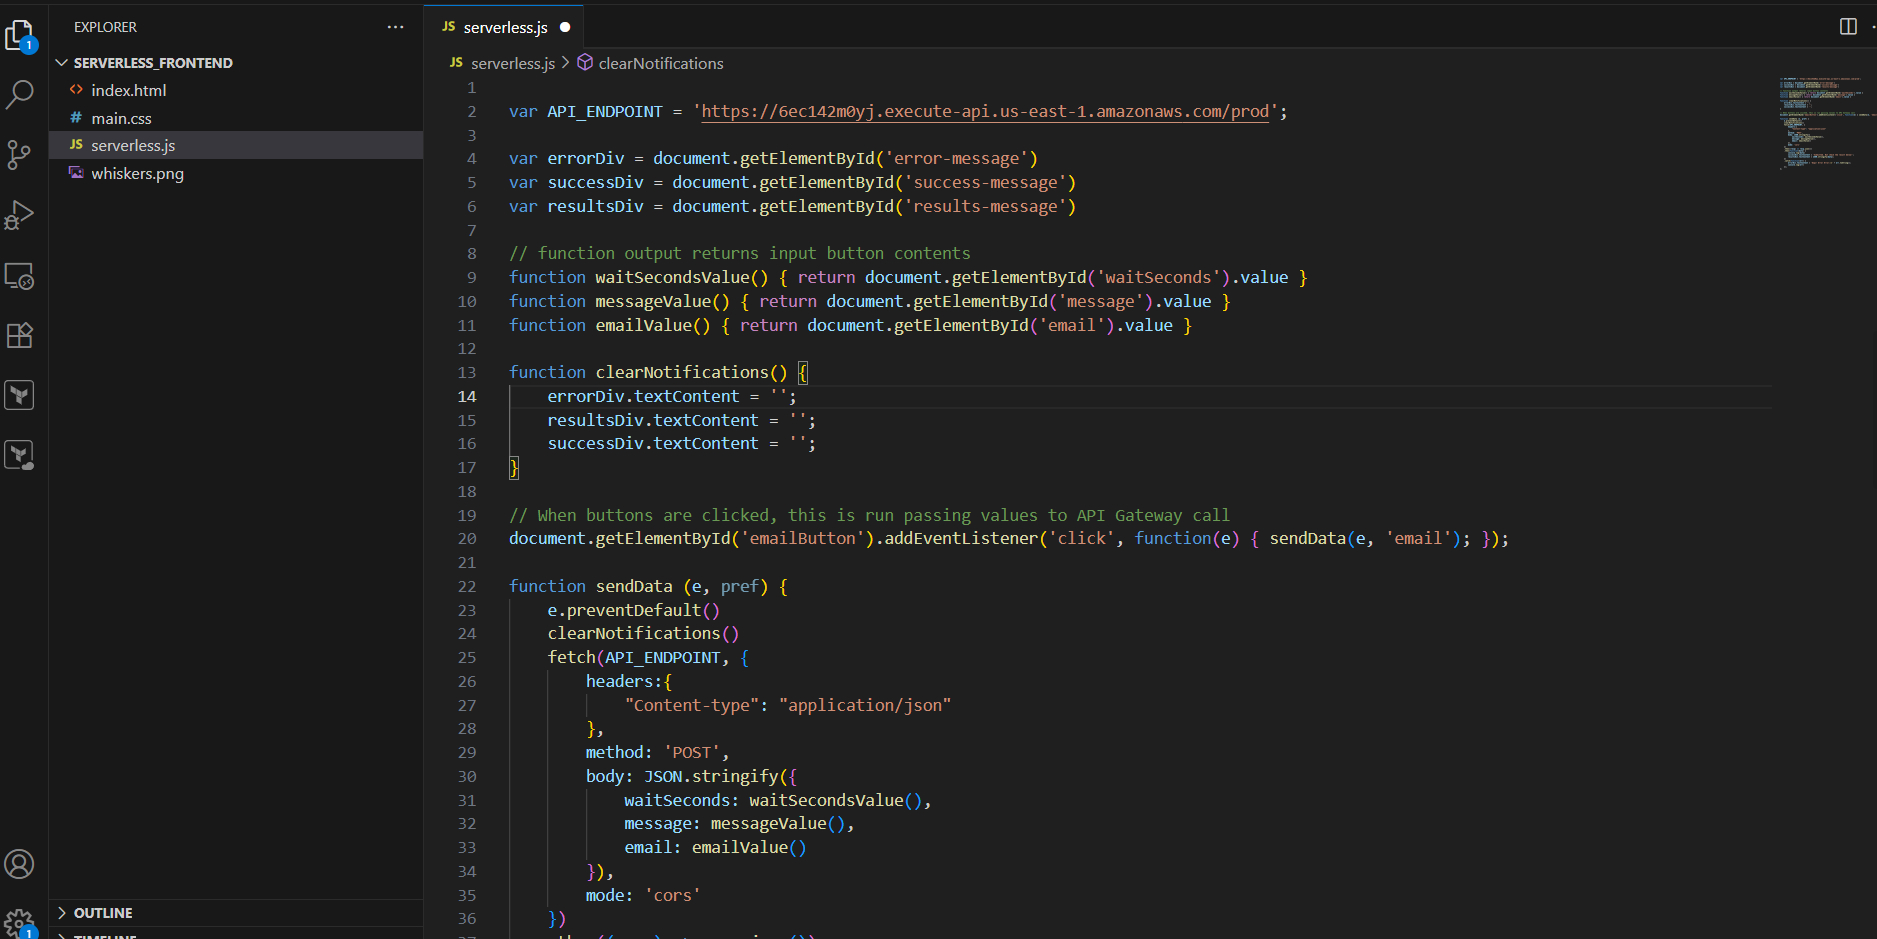 EXPLORER
SERVERLESS_FRONTEND
<> index.html
# main.css
JS serverless.js
whiskers.png
OUTLINE
TIMELINE
1
1
JS serverless.js
JS serverless.js > clearNotifications
1
2 var API_ENDPOINT = 'https://6ec142m0yj.execute-api.us-east-1.amazonaws.com/prod';
3
4 var errorDiv = document.getElementById('error-message')
5 var successDiv = document.getElementById('success-message')
6 var resultsDiv = document.getElementById('results-message')
7
8 // function output returns input button contents
9 function waitSecondsValue() { return document.getElementById('waitSeconds').value }
10 function messageValue() { return document.getElementById('message').value }
11 function emailValue() { return document.getElementById('email').value }
12
13 function clearNotifications() {
14     errorDiv.textContent = '';
15     resultsDiv.textContent = '';
16     successDiv.textContent = '';
17 }
18
19 // When buttons are clicked, this is run passing values to API Gateway call
20 document.getElementById('emailButton').addEventListener('click', function(e) { sendData(e, 'email'); });
21
22 function sendData (e, pref) {
23     e.preventDefault()
24     clearNotifications()
25     fetch(API_ENDPOINT, {
26         headers:{
27             "Content-type": "application/json"
28         },
29         method: 'POST',
30         body: JSON.stringify({
31             waitSeconds: waitSecondsValue(),
32             message: messageValue(),
33             email: emailValue()
34         }),
35         mode: 'cors'
36     })